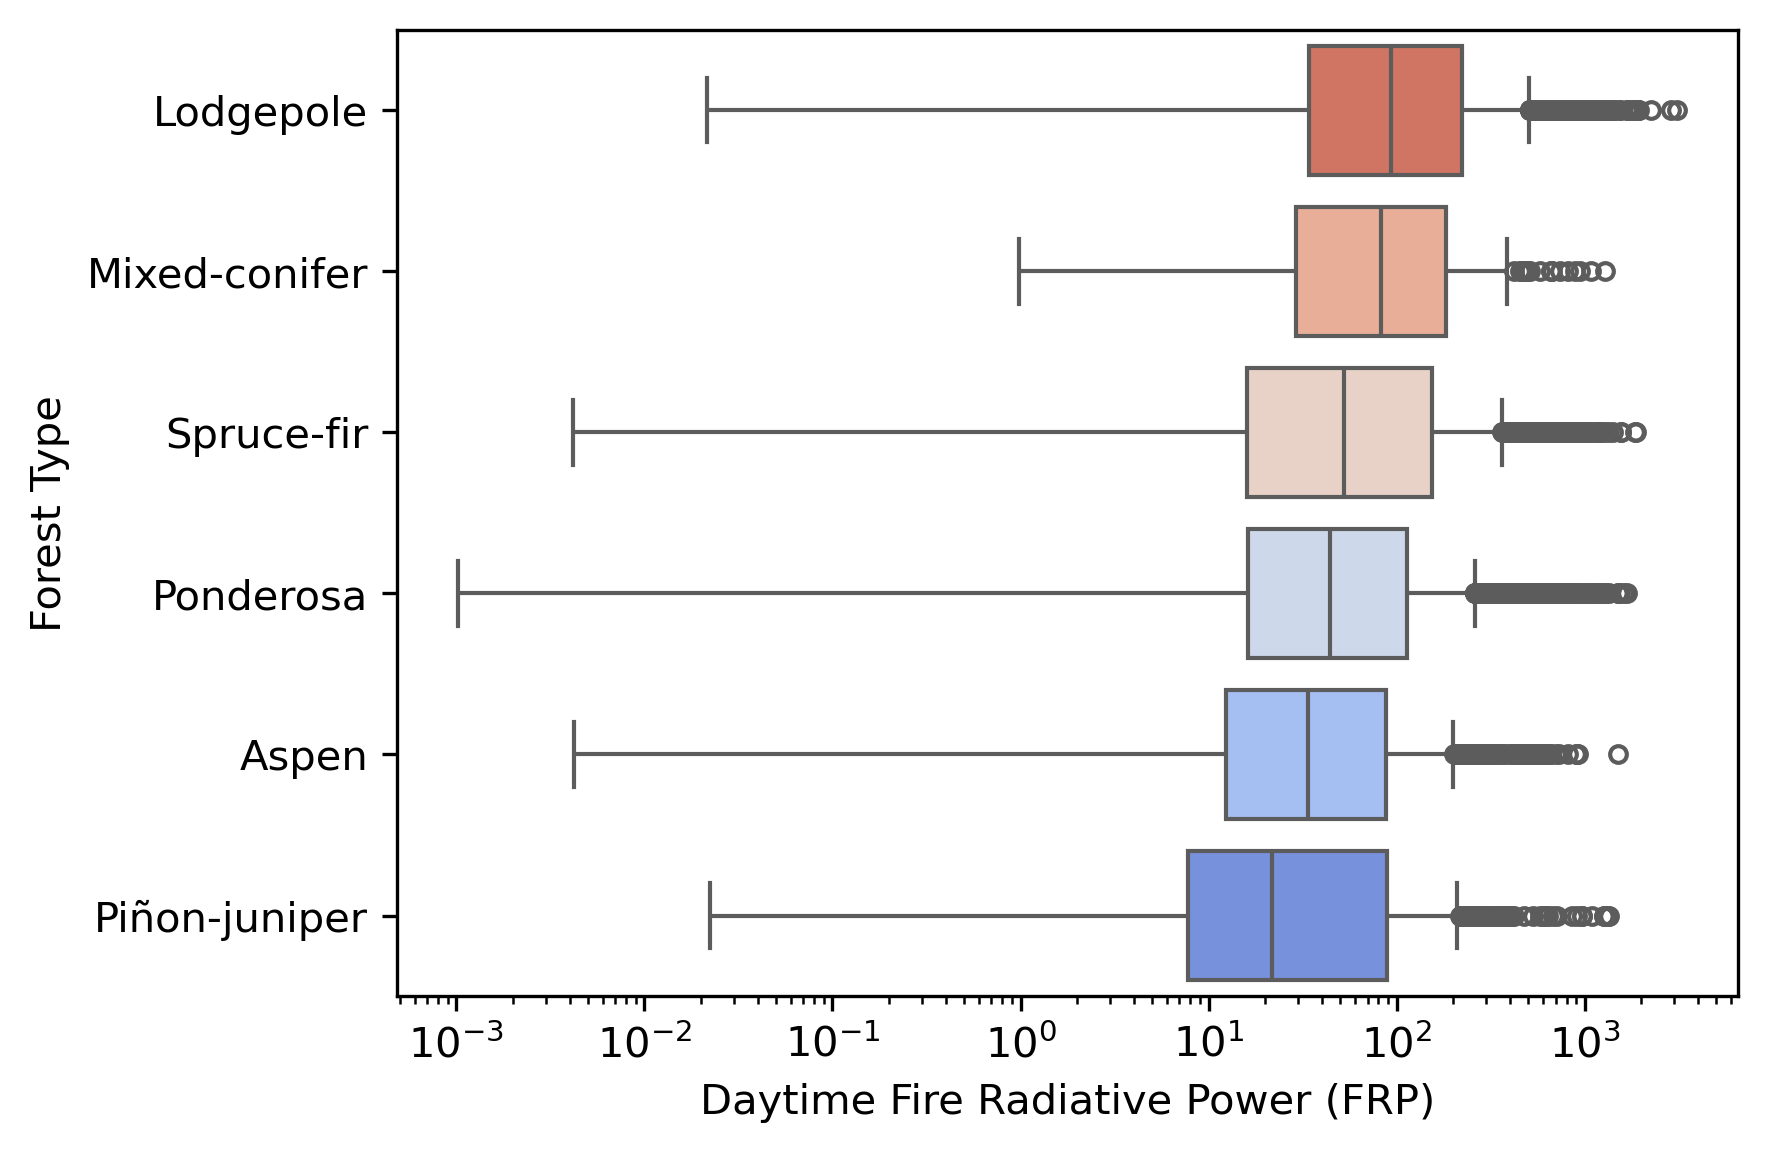 Forest Type
Lodgepole
Mixed-conifer
Spruce-fir
Ponderosa
Aspen
Piñon-juniper
10⁻³ 10⁻² 10⁻¹ 10⁰ 10¹ 10² 10³
Daytime Fire Radiative Power (FRP)